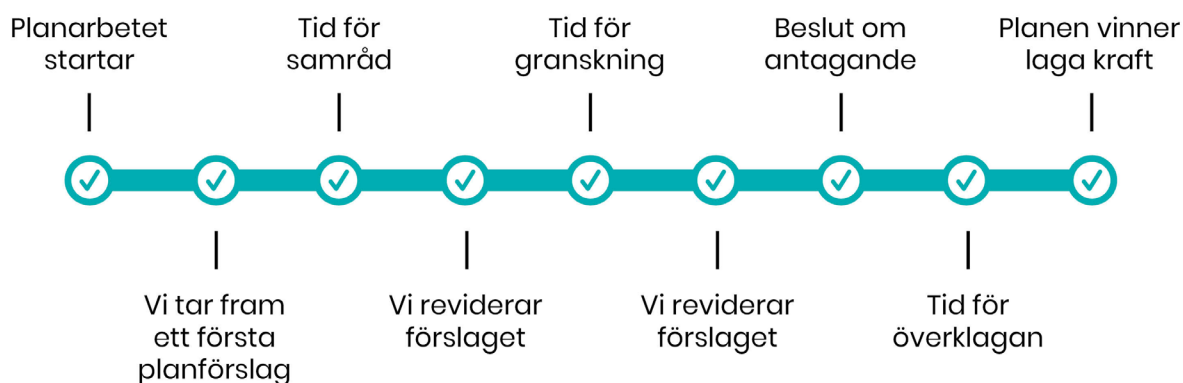 Planarbetet
startar
Tid för
samråd
Tid för
granskning
Beslut om
antagande
Planen vinner
laga kraft
Vi tar fram
ett första
planförslag
Vi reviderar
förslaget
Vi reviderar
förslaget
Tid för
överklagan